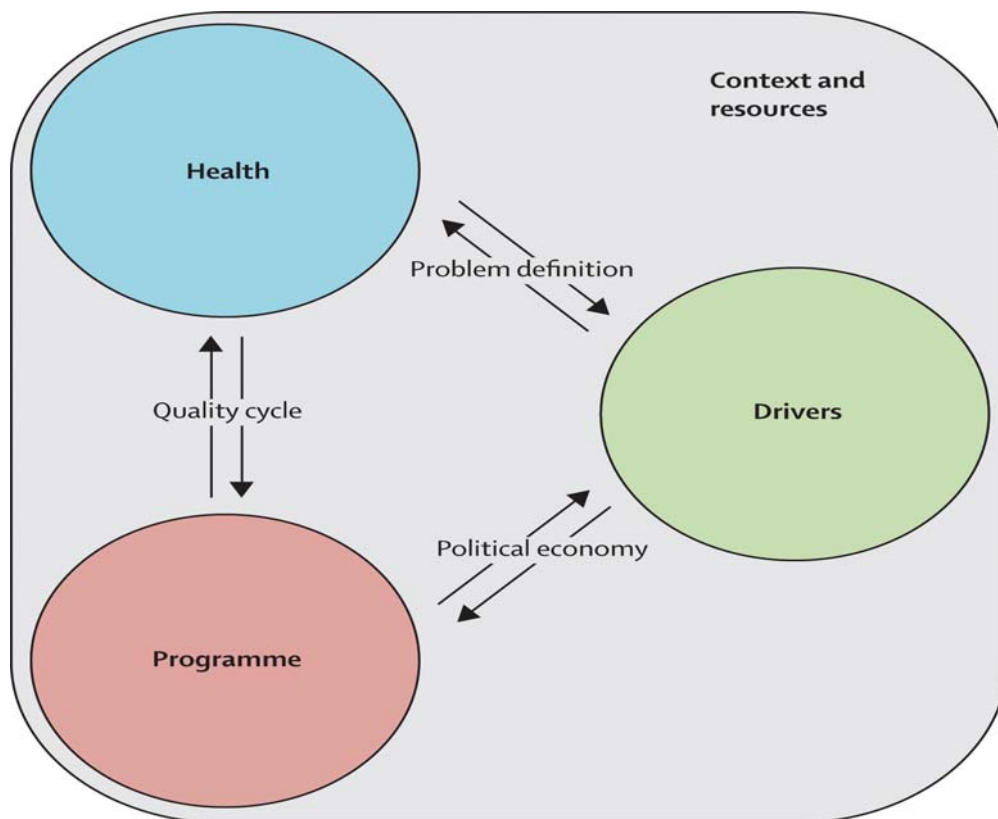 Context and
resources
Health
Problem definition
Drivers
Quality cycle
Political economy
Programme